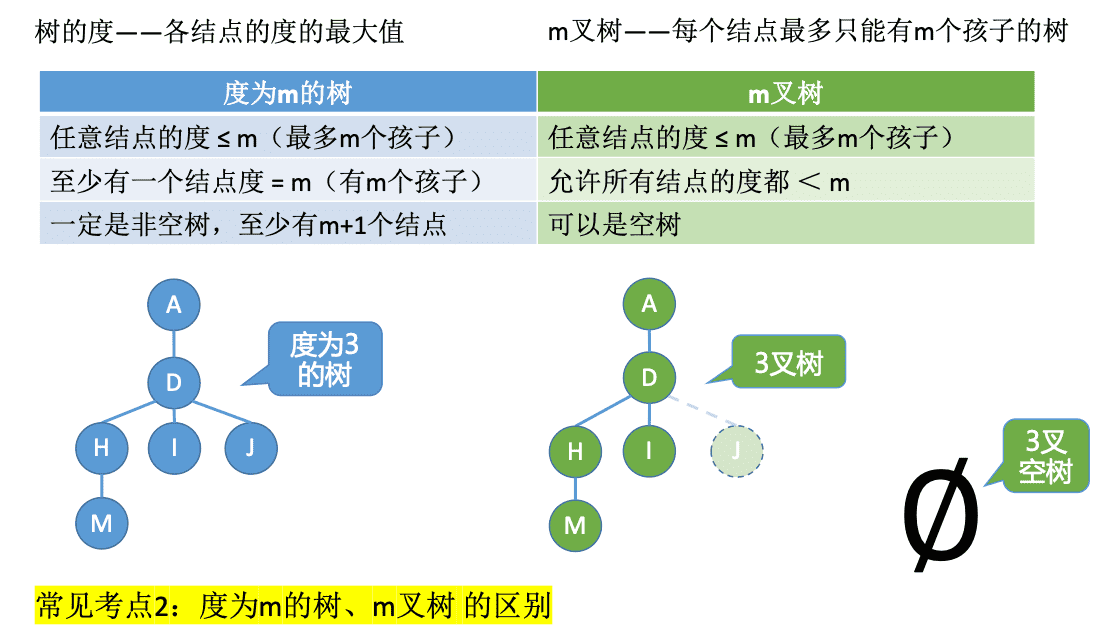 树的度——各结点的度的最大值
m叉树——每个结点最多只能有m个孩子的树
度为m的树
m叉树
任意结点的度 ≤ m（最多m个孩子）
任意结点的度 ≤ m（最多m个孩子）
至少有一个结点度 = m（有m个孩子）
允许所有结点的度都 ＜ m
一定是非空树，至少有m+1个结点
可以是空树
A
D
H
I
J
M
度为3
的树
A
D
H
I
J
M
3叉树
3叉
空树
Ø
常见考点2：度为m的树、m叉树 的区别